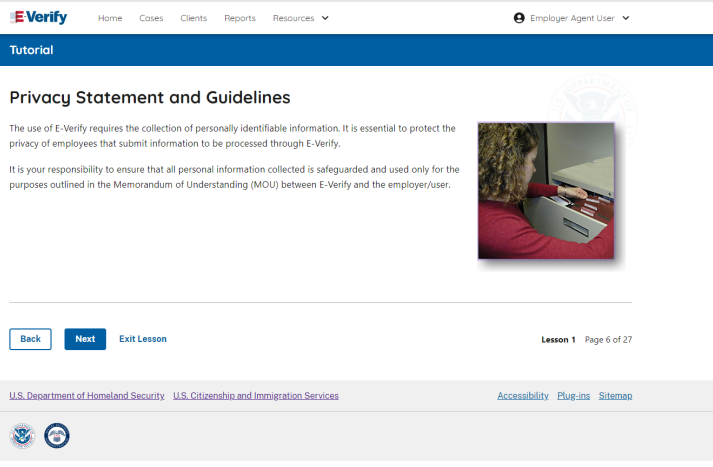 E-Verify
Home Cases Clients Reports Resources Employer Agent User
Tutorial
Privacy Statement and Guidelines
The use of E-Verify requires the collection of personally identifiable information. It is essential to protect the
privacy of employees that submit information to be processed through E-Verify.
It is your responsibility to ensure that all personal information collected is safeguarded and used only for the
purposes outlined in the Memorandum of Understanding (MOU) between E-Verify and the employer/user.
Back Next Exit Lesson Lesson 1 Page 6 of 27
U.S. Department of Homeland Security U.S. Citizenship and Immigration Services Accessibility Plug-ins Sitemap